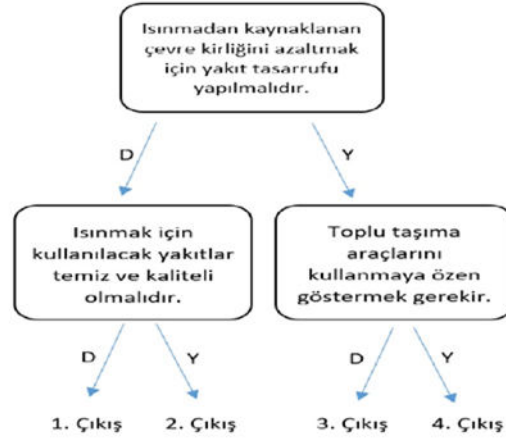 Isınmadan kaynaklanan
çevre kirliğini azaltmak
için yakıt tasarrufu
yapılmalıdır.
D
Y
Isınmak için
kullanılacak yakıtlar
temiz ve kaliteli
olmalıdır.
Toplu taşıma
araçlarını
kullanmaya özen
göstermek gerekir.
D
Y
D
Y
1. Çıkış
2. Çıkış
3. Çıkış
4. Çıkış